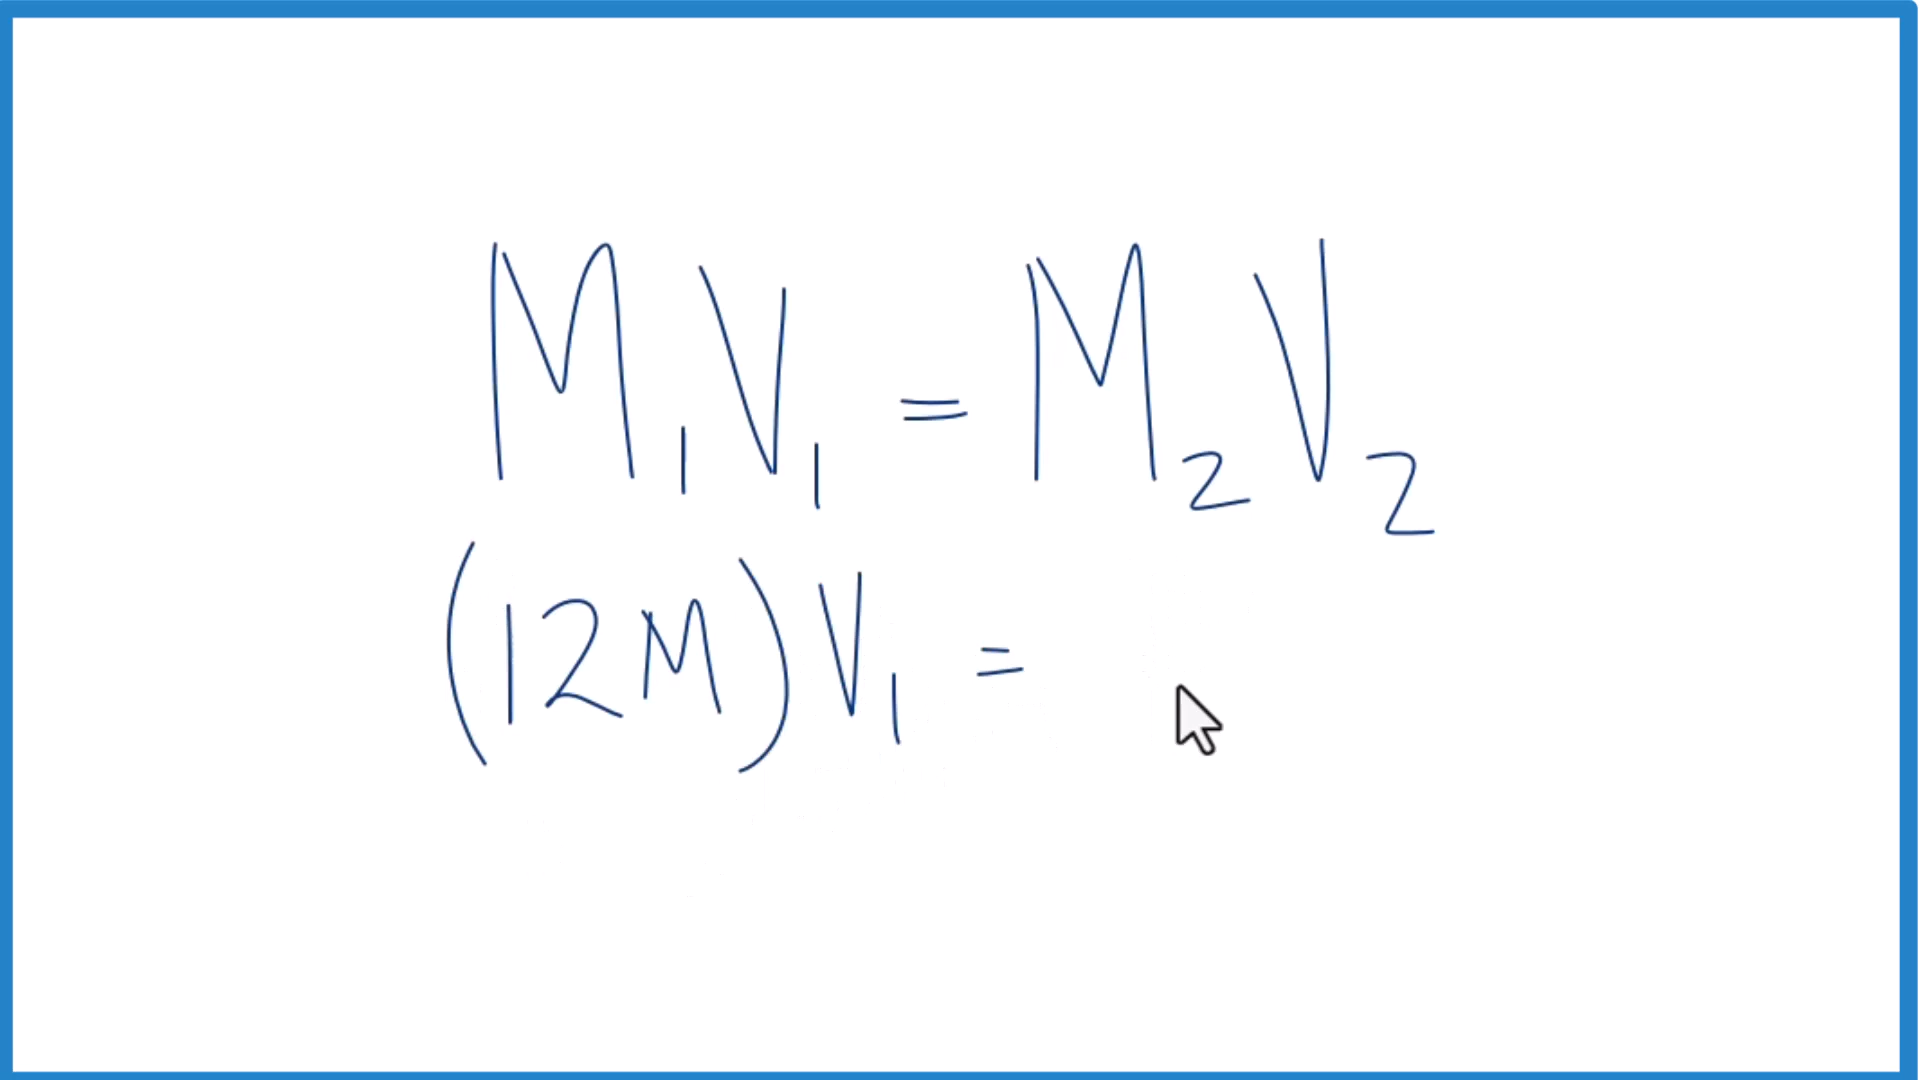 M₁V₁ = M₂V₂
(12M)V₁ =